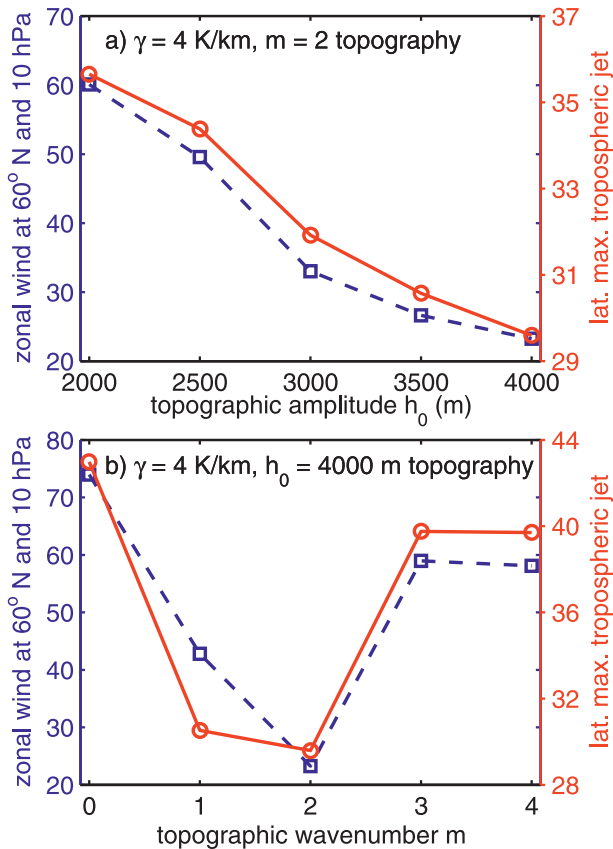 a) γ = 4 K/km, m = 2 topography
zonal wind at 60° N and 10 hPa
70
60
50
40
30
20
lat. max. tropospheric jet
37
35
33
31
29
2000 2500 3000 3500 4000
topographic amplitude h0 (m)
b) γ = 4 K/km, h0 = 4000 m topography
zonal wind at 60° N and 10 hPa
80
70
60
50
40
30
20
lat. max. tropospheric jet
44
40
36
32
28
0 1 2 3 4
topographic wavenumber m